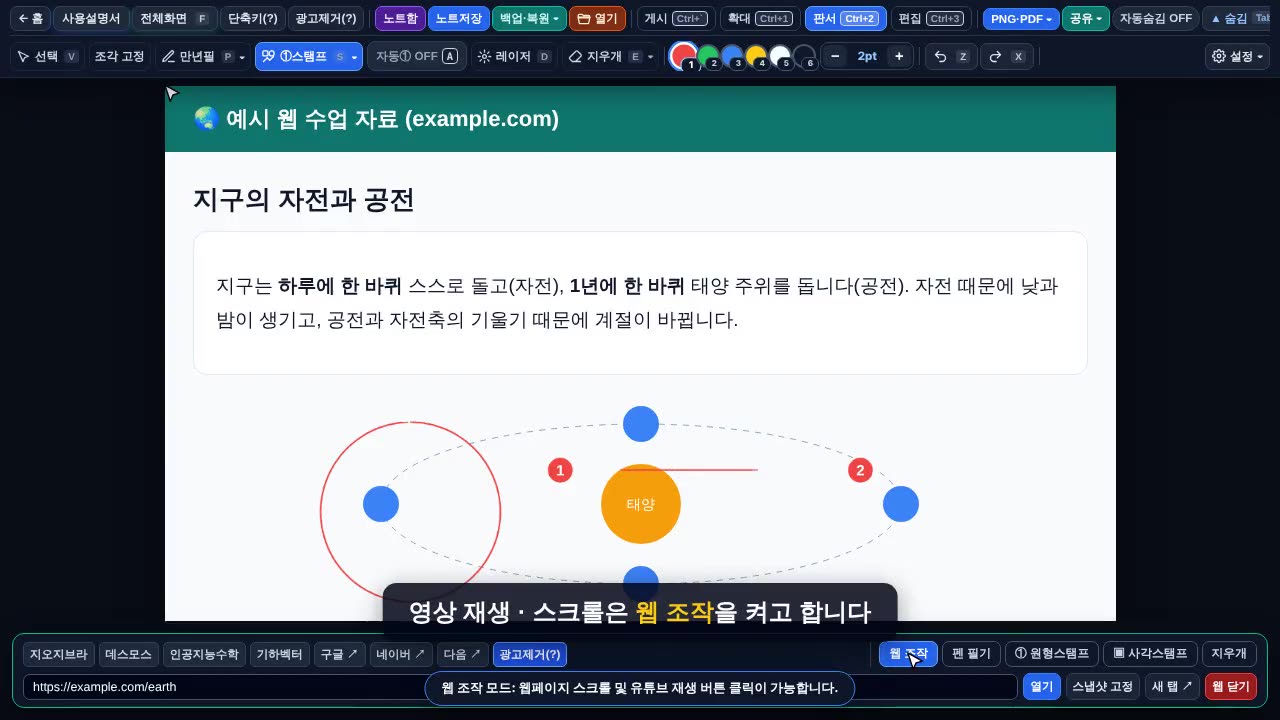 ← 홈 사용설명서 전체화면 F 단축키(?) 광고제거(?) 노트함 노트저장 백업·복원 열기 게시 Ctrl+` 확대 Ctrl+1 판서 Ctrl+2 편집 Ctrl+3 PNG·PDF 공유 자동숨김 OFF ▲ 숨김 Tab
선택 V 조각 고정 만년필 P ①스탬프 S 자동① OFF A 레이저 D 지우개 E 1 2 3 4 5 6 − 2pt + Z X 설정
예시 웹 수업 자료 (example.com)
지구의 자전과 공전
지구는 하루에 한 바퀴 스스로 돌고(자전), 1년에 한 바퀴 태양 주위를 돕니다(공전). 자전 때문에 낮과
밤이 생기고, 공전과 자전축의 기울기 때문에 계절이 바뀝니다.
1 2
태양
영상 재생 · 스크롤은 웹 조작을 켜고 합니다
지오지브라 데스모스 인공지능수학 기하벡터 구글 ↗ 네이버 ↗ 다음 ↗ 광고제거(?) 웹 조작 펜 필기 ① 원형스탬프 ▣ 사각스탬프 지우개
https://example.com/earth 웹 조작 모드: 웹페이지 스크롤 및 유튜브 재생 버튼 클릭이 가능합니다. 열기 스냅샷 고정 새 탭 ↗ 웹 닫기